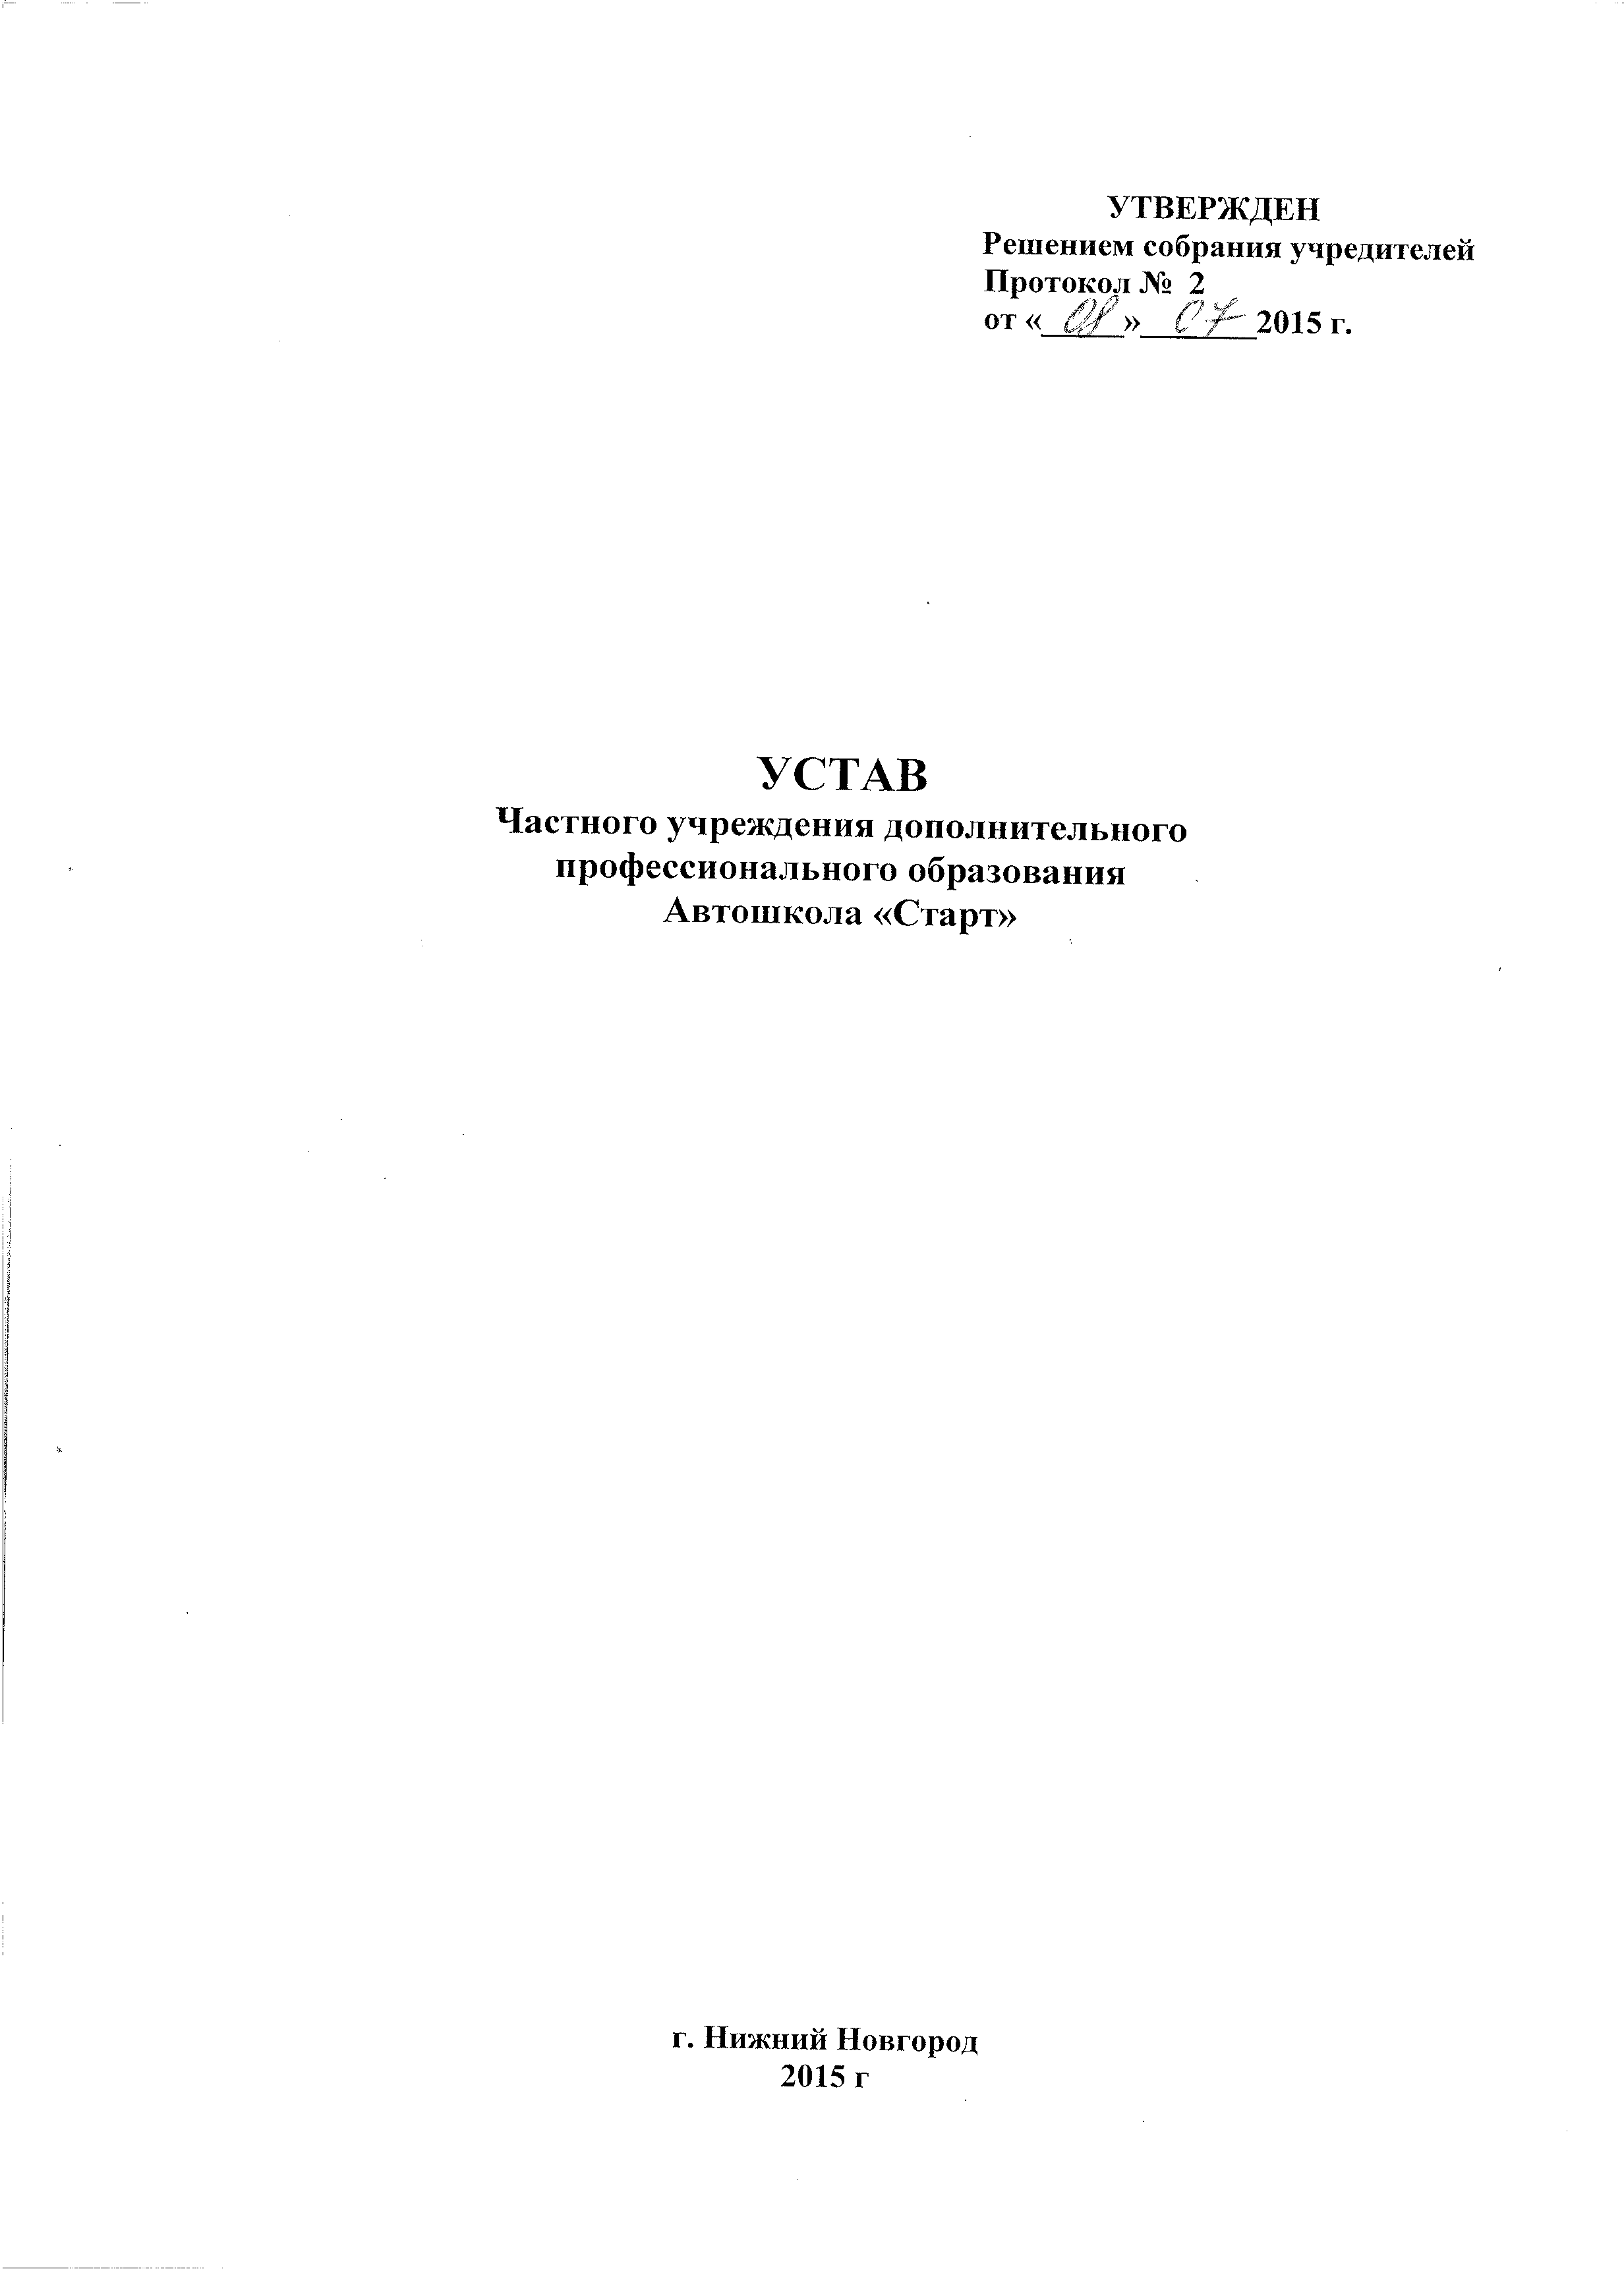 УТВЕРЖДЕН
Решением собрания учредителей
Протокол № 2
от « 08 » 07 2015 г.
УСТАВ
Частного учреждения дополнительного
профессионального образования
Автошкола «Старт»
г. Нижний Новгород
2015 г